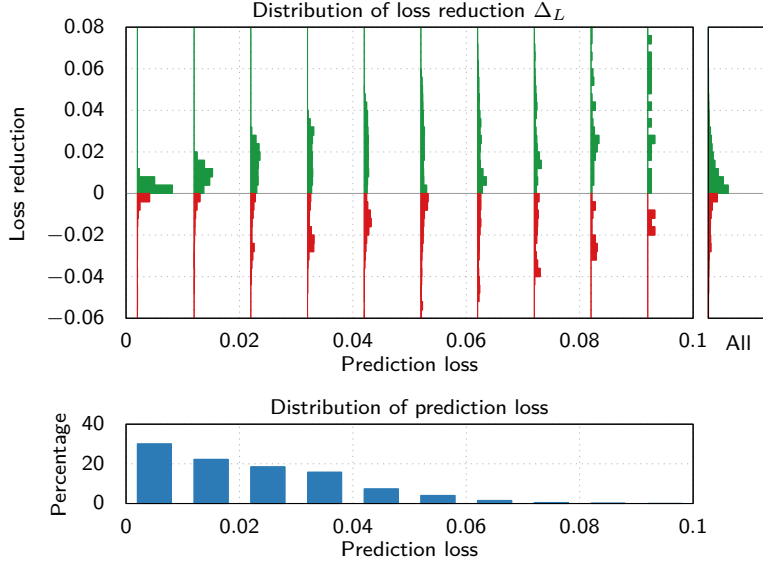 Distribution of loss reduction Δ_L
0.08
0.06
0.04
0.02
0
−0.02
−0.04
−0.06
Loss reduction
0 0.02 0.04 0.06 0.08 0.1
Prediction loss
All
Distribution of prediction loss
40
20
0
Percentage
0 0.02 0.04 0.06 0.08 0.1
Prediction loss